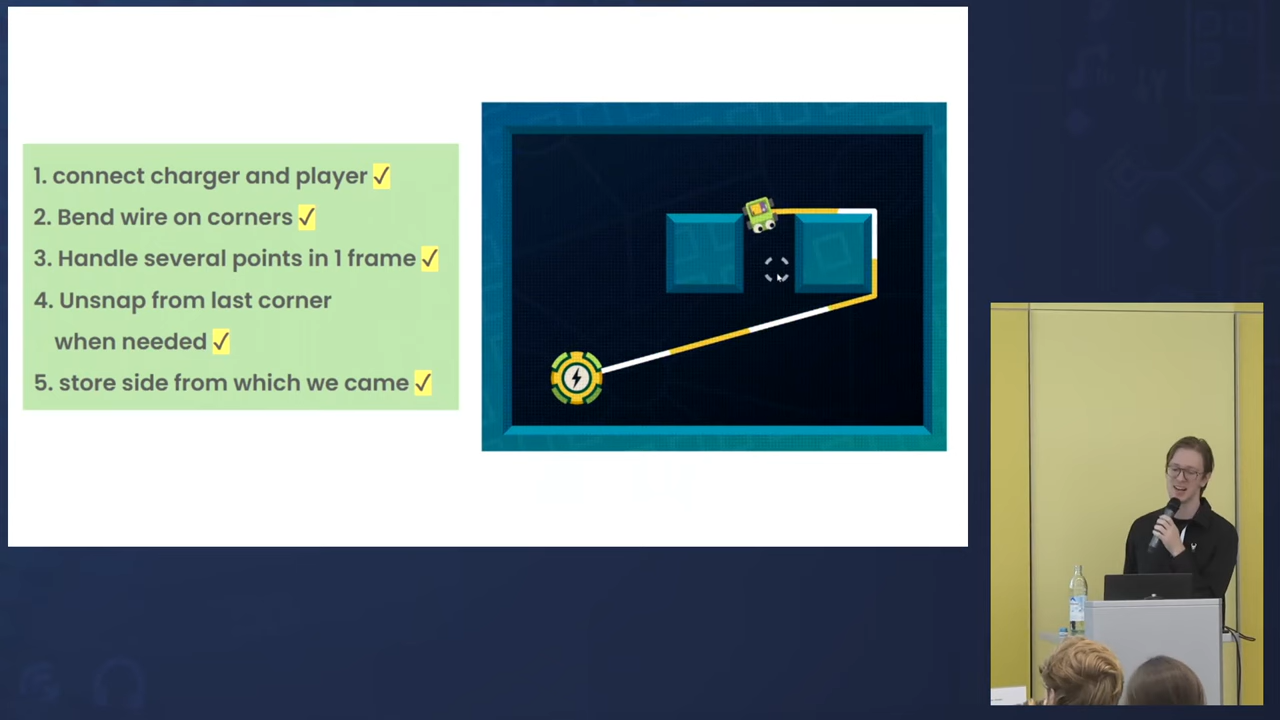 1. connect charger and player ✓
2. Bend wire on corners ✓
3. Handle several points in 1 frame ✓
4. Unsnap from last corner
when needed ✓
5. store side from which we came ✓